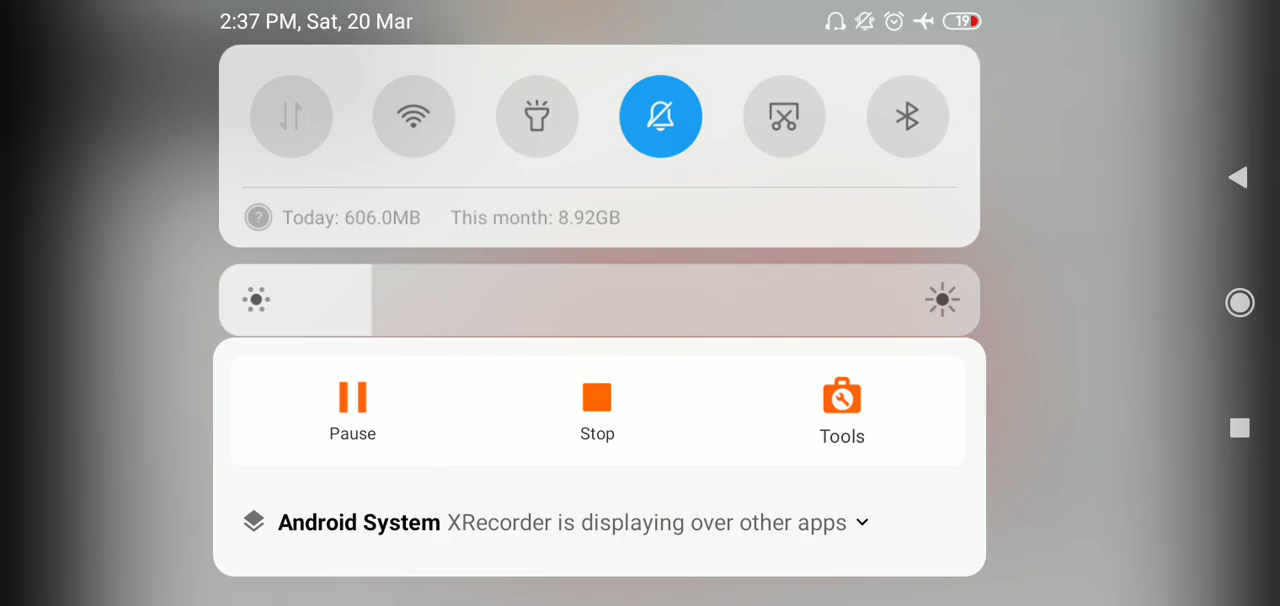 2:37 PM, Sat, 20 Mar
19
Today: 606.0MB This month: 8.92GB
Pause Stop Tools
Android System XRecorder is displaying over other apps